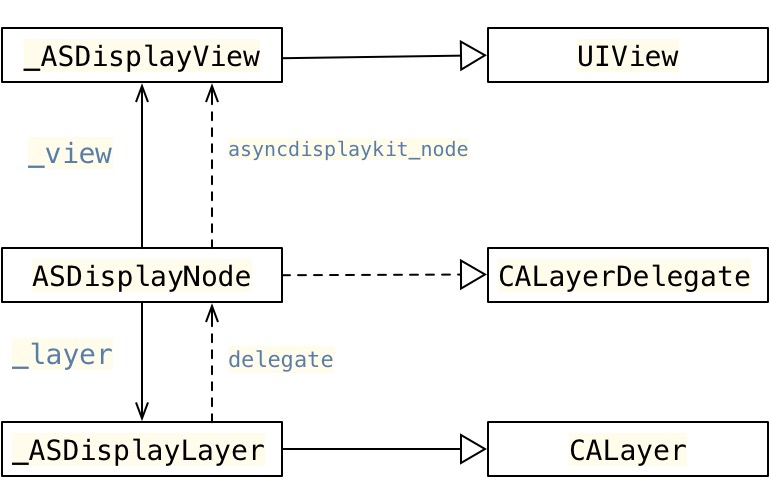 _ASDisplayView
UIView
_view
asyncdisplaykit_node
ASDisplayNode
CALayerDelegate
_layer
delegate
_ASDisplayLayer
CALayer